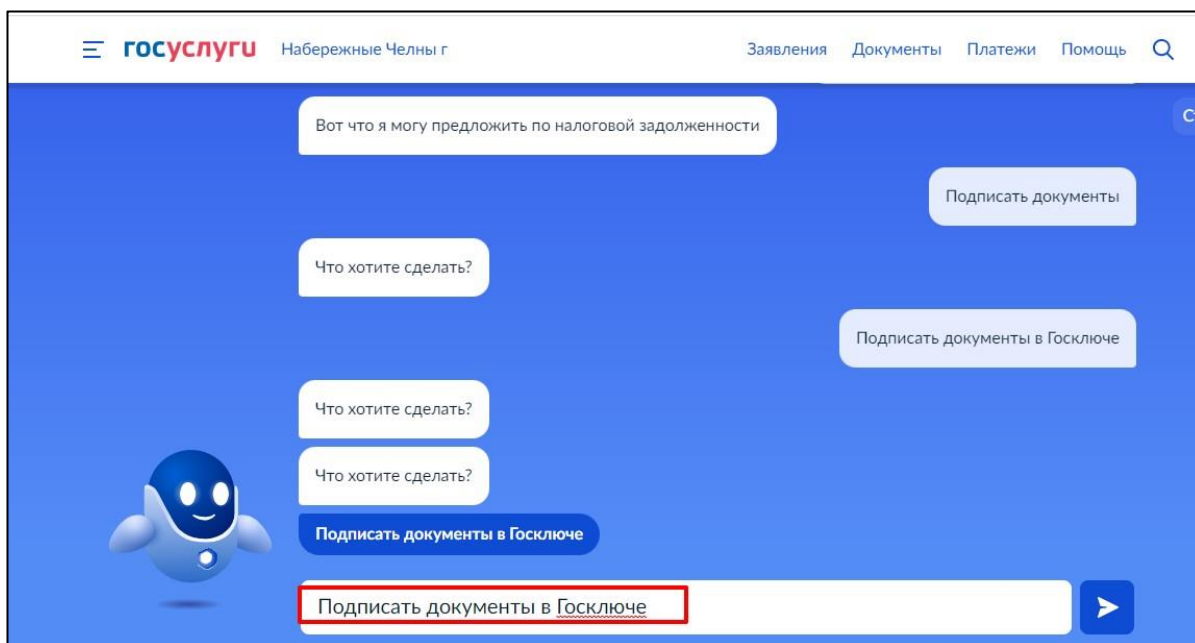 госуслуги Набережные Челны г Заявления Документы Платежи Помощь
Вот что я могу предложить по налоговой задолженности
Подписать документы
Что хотите сделать?
Подписать документы в Госключе
Что хотите сделать?
Что хотите сделать?
Подписать документы в Госключе
Подписать документы в Госключе